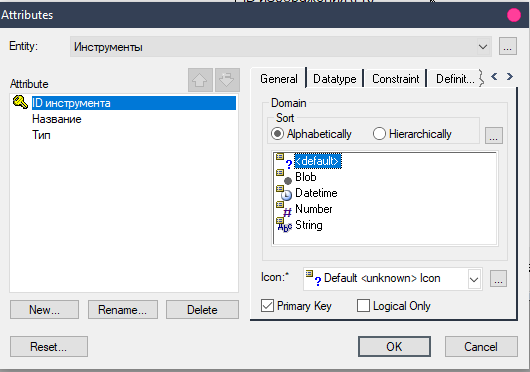 Attributes
Entity:
Инструменты
...
Attribute
ID инструмента
Название
Тип
New...
Rename...
Delete
Reset...
General
Datatype
Constraint
Definit...
Domain
Sort
Alphabetically
Hierarchically
...
<default>
Blob
Datetime
Number
String
Icon:*
Default <unknown> Icon
...
Primary Key
Logical Only
OK
Cancel